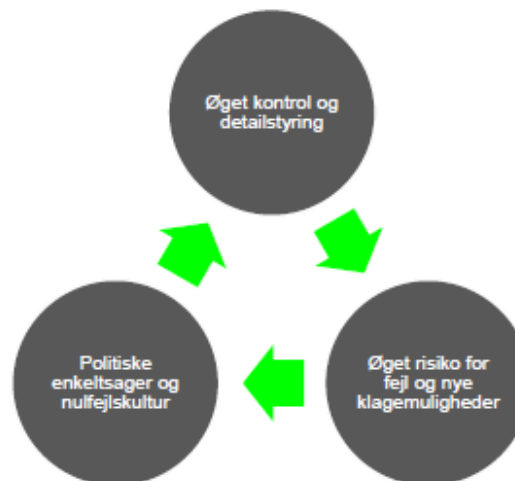 Øget kontrol og
detailstyring
Politiske
enkeltsager og
nulfejlskultur
Øget risiko for
fejl og nye
klagemuligheder